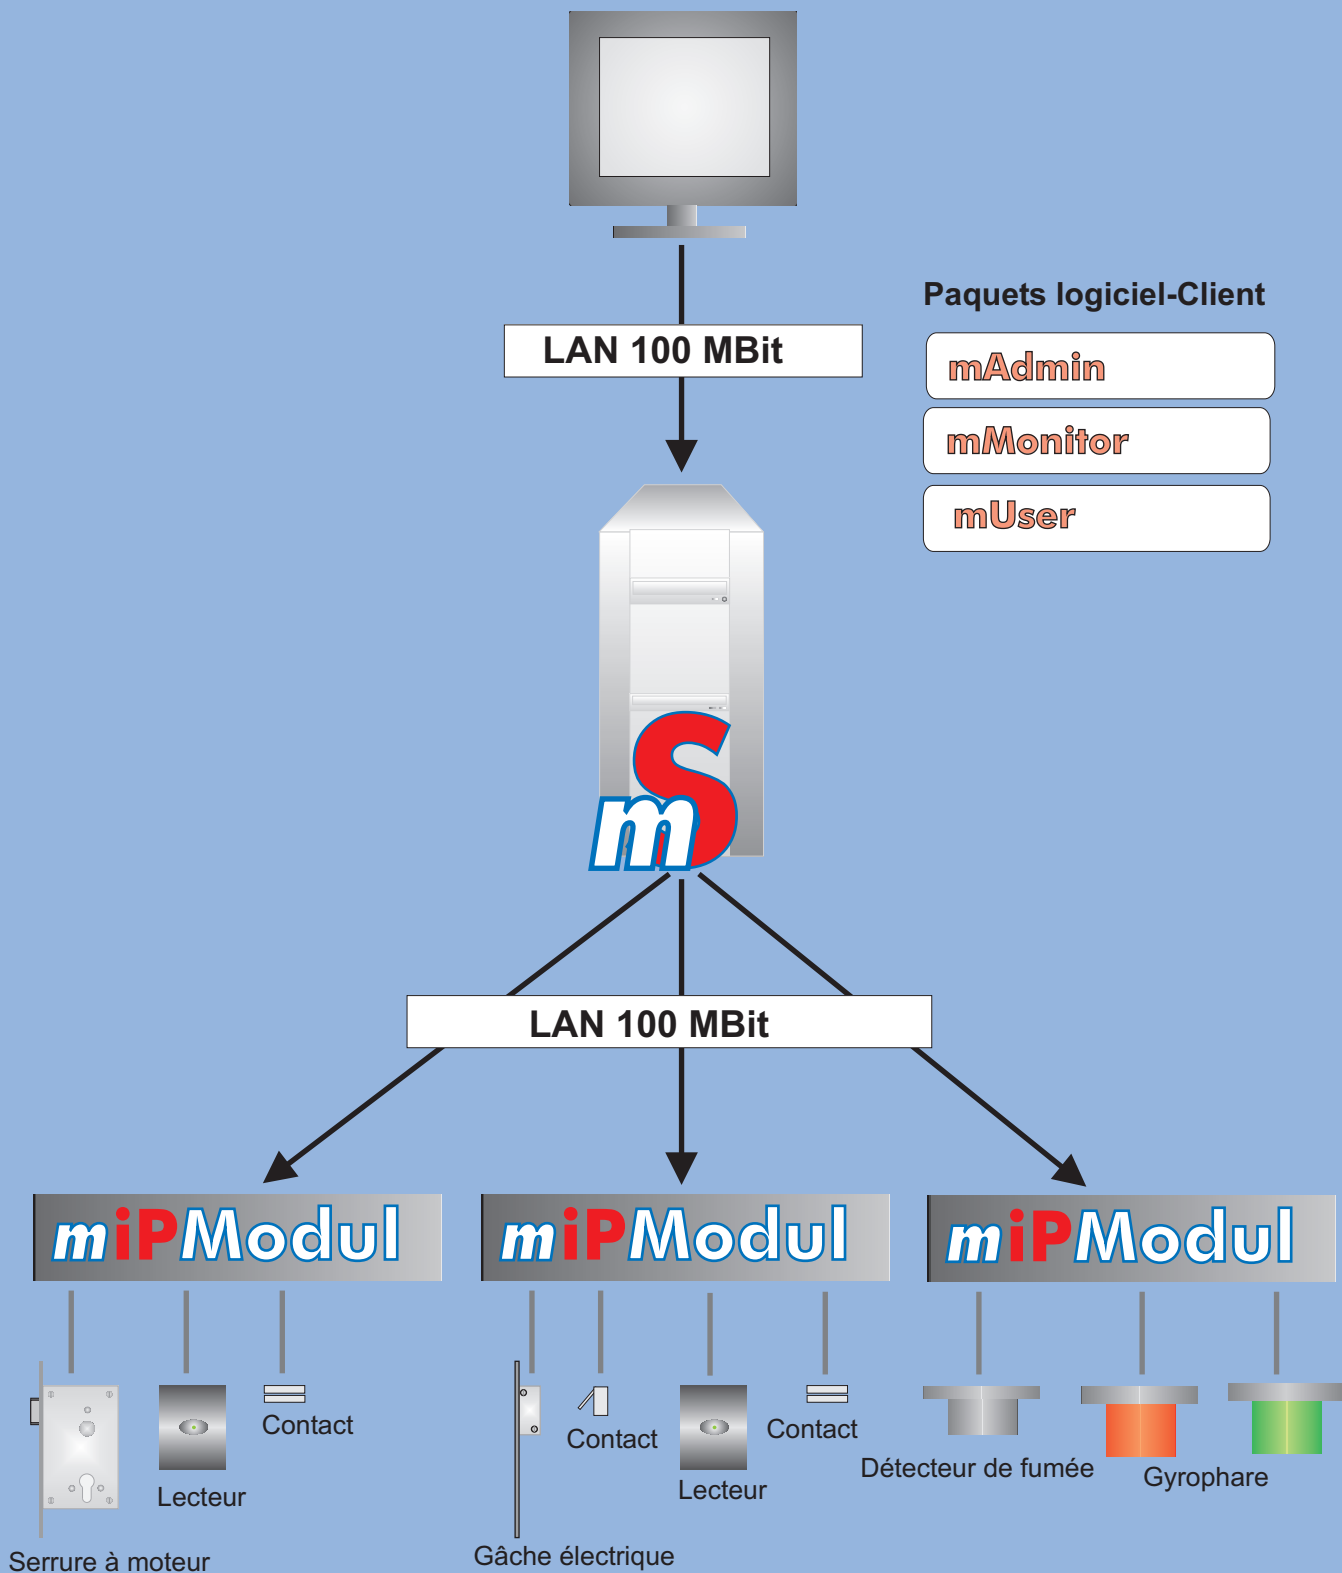 LAN 100 MBit
Paquets logiciel-Client
mAdmin
mMonitor
mUser
mS
LAN 100 MBit
miPModul
miPModul
miPModul
Contact
Lecteur
Serrure à moteur
Contact
Contact
Lecteur
Gâche électrique
Détecteur de fumée
Gyrophare